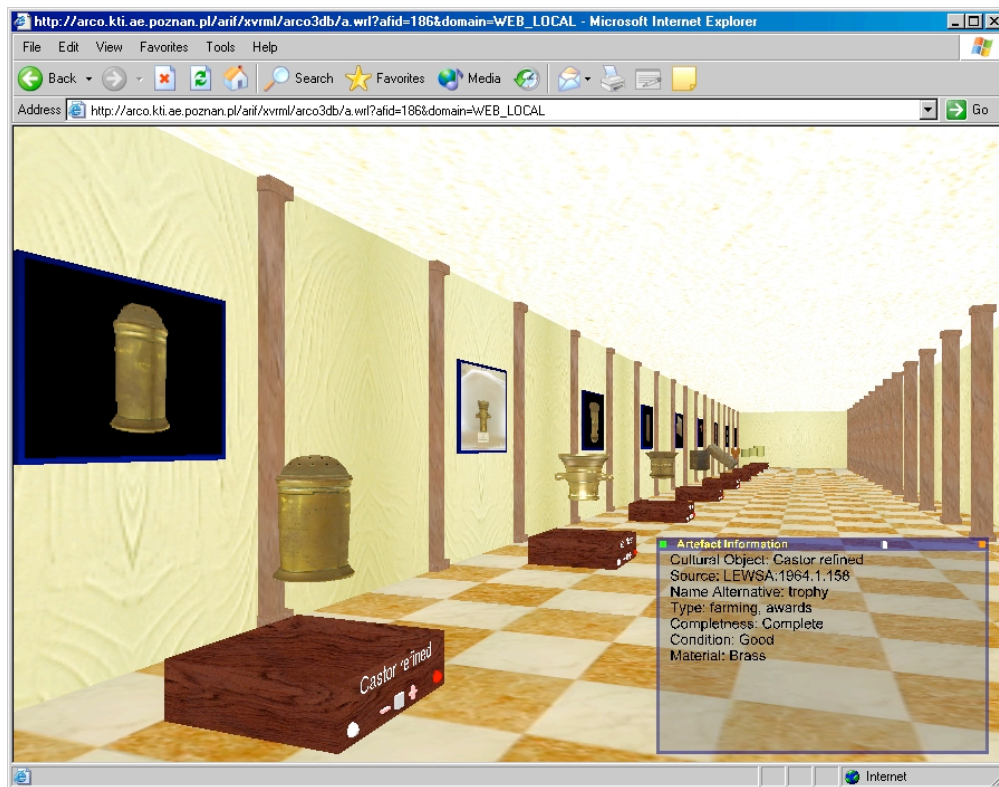 http://arco.kti.ae.poznan.pl/arif/xvrml/arco3db/a.wrl?afid=186&domain=WEB_LOCAL - Microsoft Internet Explorer
File Edit View Favorites Tools Help
Back Search Favorites Media
Address http://arco.kti.ae.poznan.pl/arif/xvrml/arco3db/a.wrl?afid=186&domain=WEB_LOCAL Go
Artefact Information
Cultural Object: Castor refined
Source: LEWSA:1964.1.158
Name Alternative: trophy
Type: farming, awards
Completness: Complete
Condition: Good
Material: Brass
Castor refined
Internet